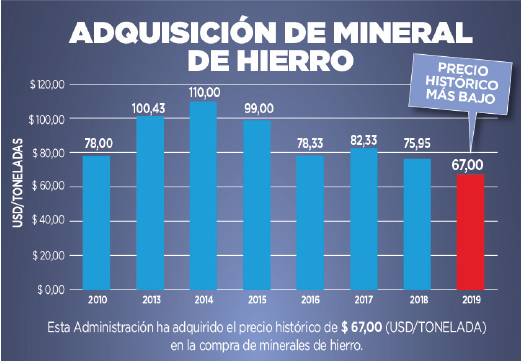 ADQUISICIÓN DE MINERAL
DE HIERRO
PRECIO
HISTÓRICO
MÁS BAJO
USD/TONELADAS
$120,00
$100,00
$ 80,00
$ 60,00
$ 40,00
$ 20,00
$ 0,00
78,00
100,43
110,00
99,00
78,33
82,33
75,95
67,00
2010
2013
2014
2015
2016
2017
2018
2019
Esta Administración ha adquirido el precio histórico de $ 67,00 (USD/TONELADA)
en la compra de minerales de hierro.